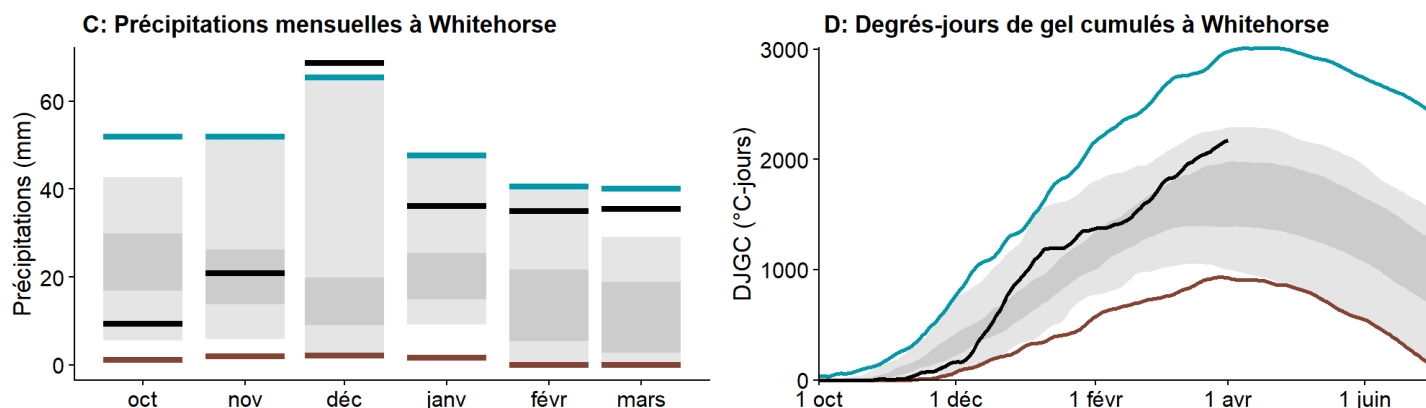 C: Précipitations mensuelles à Whitehorse
Précipitations (mm)
60
40
20
0
oct
nov
déc
janv
févr
mars
D: Degrés-jours de gel cumulés à Whitehorse
DJGC (°C-jours)
3000
2000
1000
0
1 oct
1 déc
1 févr
1 avr
1 juin